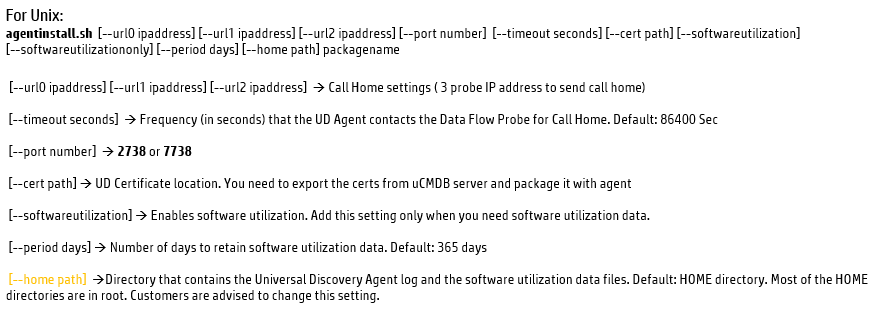 For Unix:
agentinstall.sh [--url0 ipaddress] [--url1 ipaddress] [--url2 ipaddress] [--port number] [--timeout seconds] [--cert path] [--softwareutilization]
[--softwareutilizationonly] [--period days] [--home path] packagename
[--url0 ipaddress] [--url1 ipaddress] [--url2 ipaddress] → Call Home settings ( 3 probe IP address to send call home)
[--timeout seconds] → Frequency (in seconds) that the UD Agent contacts the Data Flow Probe for Call Home. Default: 86400 Sec
[--port number] → 2738 or 7738
[--cert path] → UD Certificate location. You need to export the certs from uCMDB server and package it with agent
[--softwareutilization] → Enables software utilization. Add this setting only when you need software utilization data.
[--period days] → Number of days to retain software utilization data. Default: 365 days
[--home path] →Directory that contains the Universal Discovery Agent log and the software utilization data files. Default: HOME directory. Most of the HOME
directories are in root. Customers are advised to change this setting.